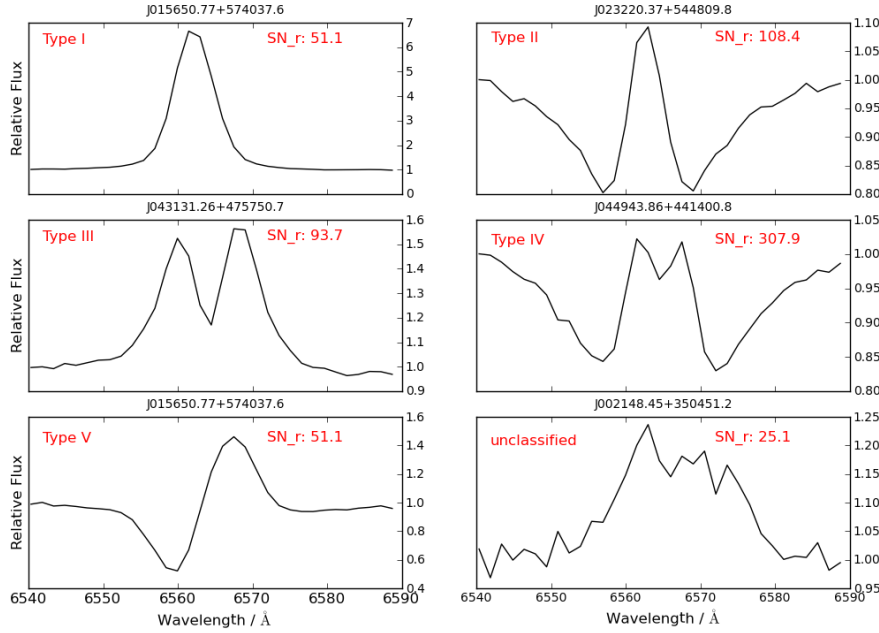 J015650.77+574037.6
Type I
SN_r: 51.1
Relative Flux
7
6
5
4
3
2
1
0
J023220.37+544809.8
Type II
SN_r: 108.4
1.10
1.05
1.00
0.95
0.90
0.85
0.80
J043131.26+475750.7
Type III
SN_r: 93.7
Relative Flux
1.6
1.5
1.4
1.3
1.2
1.1
1.0
0.9
J044943.86+441400.8
Type IV
SN_r: 307.9
1.10
1.05
1.00
0.95
0.90
0.85
0.80
J015650.77+574037.6
Type V
SN_r: 51.1
Relative Flux
1.6
1.4
1.2
1.0
0.8
0.6
0.4
6540 6550 6560 6570 6580 6590
Wavelength / Å
J002148.45+350451.2
unclassified
SN_r: 25.1
1.25
1.20
1.15
1.10
1.05
1.00
0.95
6540 6550 6560 6570 6580 6590
Wavelength / Å